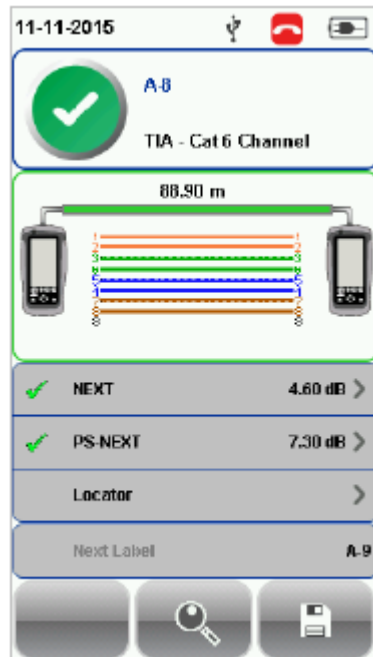 11-11-2015
A-8
TIA - Cat 6 Channel
88.90 m
1 1
2 2
3 3
6 6
5 5
4 4
7 7
8 8
S S
NEXT 4.60 dB
PS-NEXT 7.30 dB
Locator
Next Label A-9